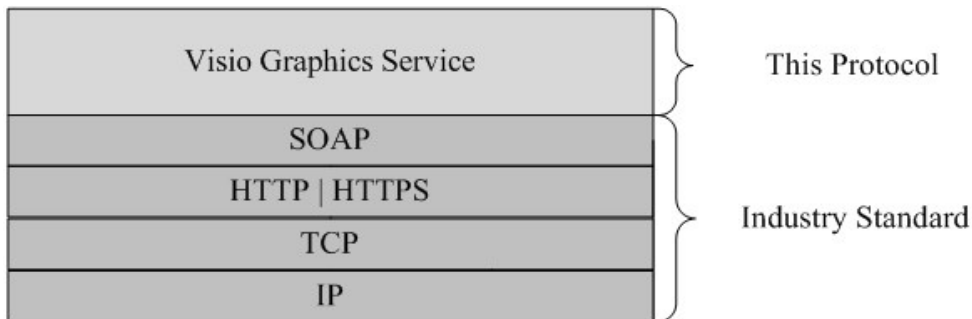 Visio Graphics Service
This Protocol
SOAP
HTTP | HTTPS
TCP
IP
Industry Standard